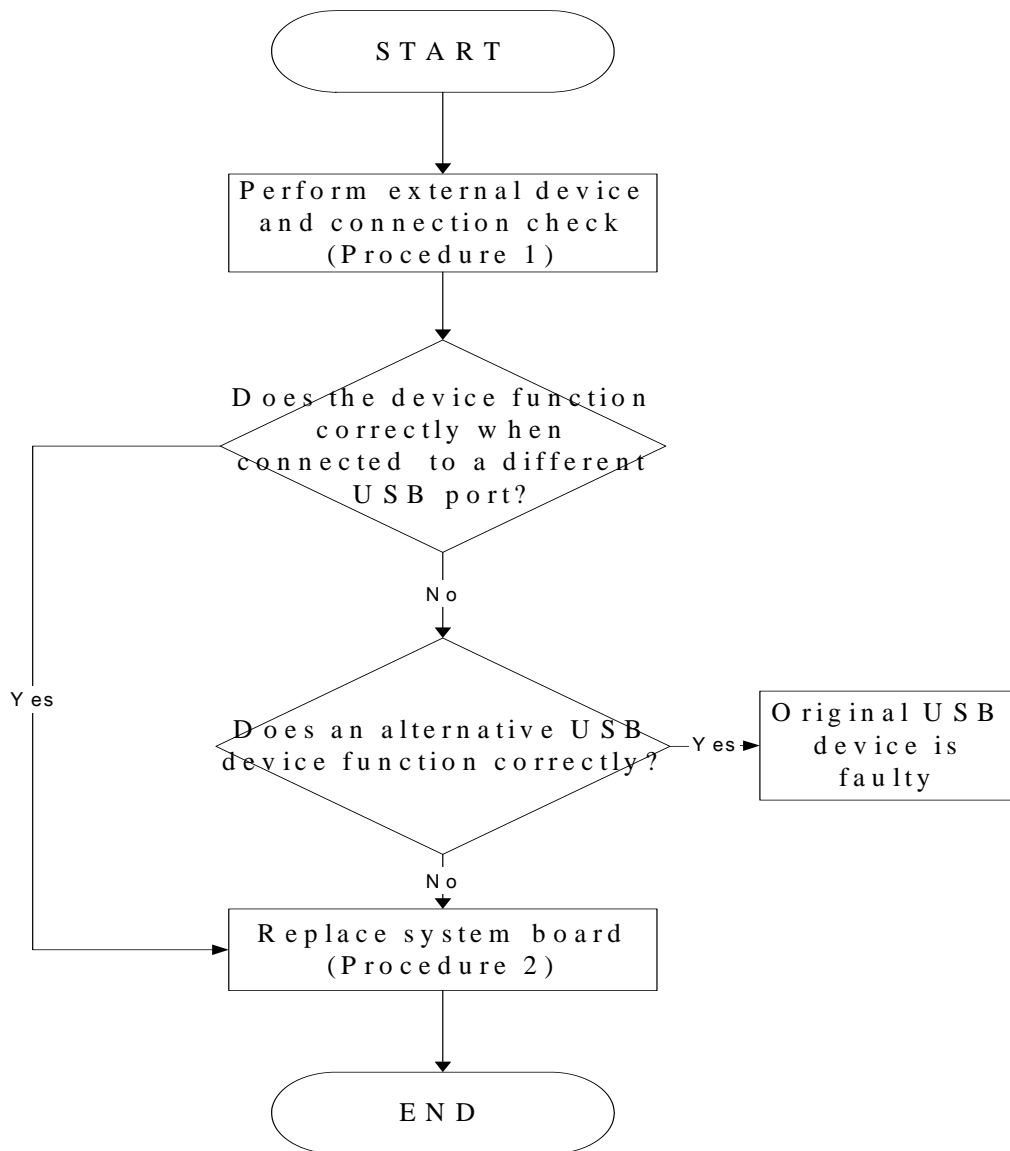 START
Perform external device
and connection check
(Procedure 1)
Does the device function
correctly when
connected to a different
USB port?
No
Yes
Does an alternative USB
device function correctly?
Yes
Original USB
device is
faulty
No
Replace system board
(Procedure 2)
END